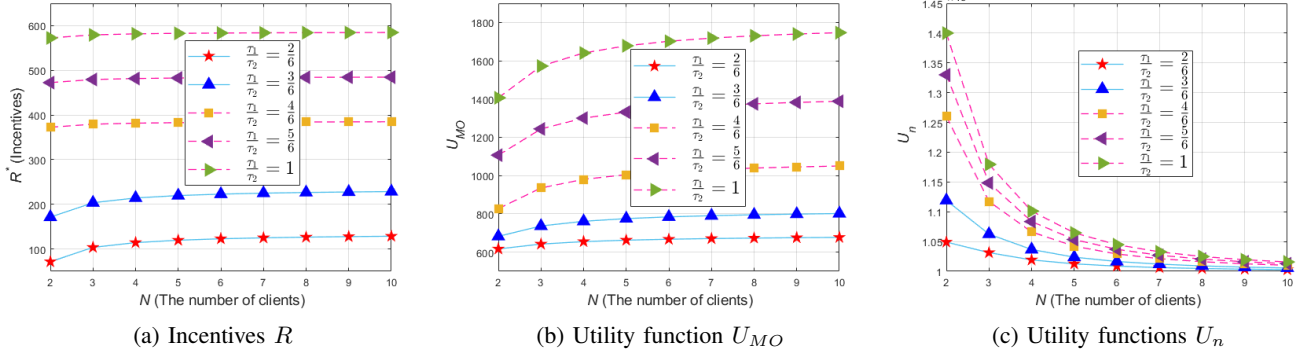 600
500
400
300
200
100
R* (Incentives)
τ1/τ2 = 2/6
τ1/τ2 = 3/6
τ1/τ2 = 4/6
τ1/τ2 = 5/6
τ1/τ2 = 1
2 3 4 5 6 7 8 9 10
N (The number of clients)
(a) Incentives R
1800
1600
1400
1200
1000
800
600
U_MO
τ1/τ2 = 2/6
τ1/τ2 = 3/6
τ1/τ2 = 4/6
τ1/τ2 = 5/6
τ1/τ2 = 1
2 3 4 5 6 7 8 9 10
N (The number of clients)
(b) Utility function U_MO
1.45
1.4
1.35
1.3
1.25
1.2
1.15
1.1
1.05
1
U_n
τ1/τ2 = 2/6
τ1/τ2 = 3/6
τ1/τ2 = 4/6
τ1/τ2 = 5/6
τ1/τ2 = 1
2 3 4 5 6 7 8 9 10
N (The number of clients)
(c) Utility functions U_n